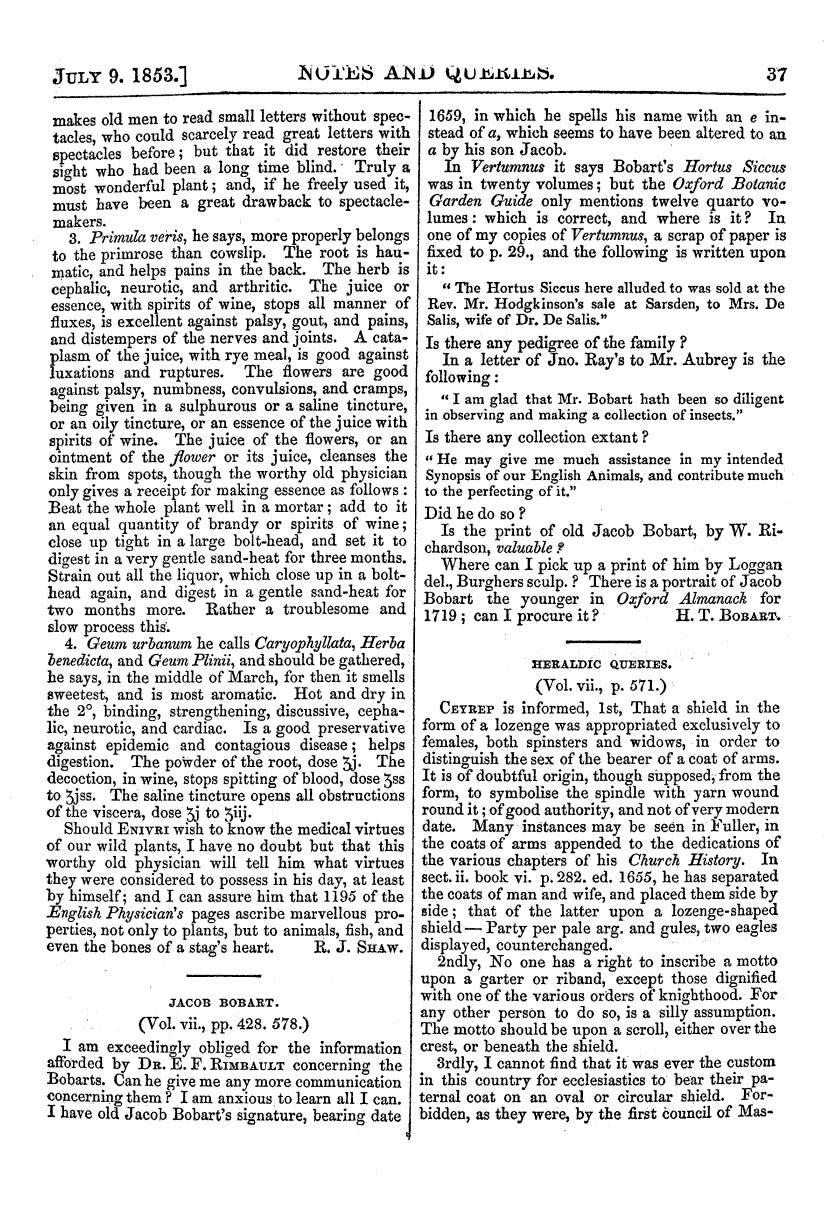 JULY 9. 1853.] NOTES AND QUERIES. 37
makes old men to read small letters without spec-
tacles, who could scarcely read great letters with
spectacles before; but that it did restore their
sight who had been a long time blind. Truly a
most wonderful plant; and, if he freely used it,
must have been a great drawback to spectacle-
makers.
3. Primula veris, he says, more properly belongs
to the primrose than cowslip. The root is hau-
matic, and helps pains in the back. The herb is
cephalic, neurotic, and arthritic. The juice or
essence, with spirits of wine, stops all manner of
fluxes, is excellent against palsy, gout, and pains,
and distempers of the nerves and joints. A cata-
plasm of the juice, with rye meal, is good against
luxations and ruptures. The flowers are good
against palsy, numbness, convulsions, and cramps,
being given in a sulphurous or a saline tincture,
or an oily tincture, or an essence of the juice with
spirits of wine. The juice of the flowers, or an
ointment of the flower or its juice, cleanses the
skin from spots, though the worthy old physician
only gives a receipt for making essence as follows:
Beat the whole plant well in a mortar; add to it
an equal quantity of brandy or spirits of wine;
close up tight in a large bolt-head, and set it to
digest in a very gentle sand-heat for three months.
Strain out all the liquor, which close up in a bolt-
head again, and digest in a gentle sand-heat for
two months more. Rather a troublesome and
slow process this.
4. Geum urbanum he calls Caryophyllata, Herba
benedicta, and Geum Plinii, and should be gathered,
he says, in the middle of March, for then it smells
sweetest, and is most aromatic. Hot and dry in
the 2°, binding, strengthening, discussive, cepha-
lic, neurotic, and cardiac. Is a good preservative
against epidemic and contagious disease; helps
digestion. The powder of the root, dose ʒj. The
decoction, in wine, stops spitting of blood, dose ʒss
to ʒjss. The saline tincture opens all obstructions
of the viscera, dose ʒj to ʒiij.
Should ENIVRI wish to know the medical virtues
of our wild plants, I have no doubt but that this
worthy old physician will tell him what virtues
they were considered to possess in his day, at least
by himself; and I can assure him that 1195 of the
English Physician's pages ascribe marvellous pro-
perties, not only to plants, but to animals, fish, and
even the bones of a stag's heart. R. J. SHAW.
JACOB BOBART.
(Vol. vii., pp. 428. 578.)
I am exceedingly obliged for the information
afforded by DR. E. F. RIMBAULT concerning the
Bobarts. Can he give me any more communication
concerning them? I am anxious to learn all I can.
I have old Jacob Bobart's signature, bearing date
1659, in which he spells his name with an e in-
stead of a, which seems to have been altered to an
a by his son Jacob.
In Vertumnus it says Bobart's Hortus Siccus
was in twenty volumes; but the Oxford Botanic
Garden Guide only mentions twelve quarto vo-
lumes: which is correct, and where is it? In
one of my copies of Vertumnus, a scrap of paper is
fixed to p. 29., and the following is written upon
it:
"The Hortus Siccus here alluded to was sold at the
Rev. Mr. Hodgkinson's sale at Sarsden, to Mrs. De
Salis, wife of Dr. De Salis."
Is there any pedigree of the family?
In a letter of Jno. Ray's to Mr. Aubrey is the
following:
"I am glad that Mr. Bobart hath been so diligent
in observing and making a collection of insects."
Is there any collection extant?
"He may give me much assistance in my intended
Synopsis of our English Animals, and contribute much
to the perfecting of it."
Did he do so?
Is the print of old Jacob Bobart, by W. Ri-
chardson, valuable?
Where can I pick up a print of him by Loggan
del., Burghers sculp.? There is a portrait of Jacob
Bobart the younger in Oxford Almanack for
1719; can I procure it? H. T. BOBART.
HERALDIC QUERIES.
(Vol. vii., p. 571.)
CEYREP is informed, 1st, That a shield in the
form of a lozenge was appropriated exclusively to
females, both spinsters and widows, in order to
distinguish the sex of the bearer of a coat of arms.
It is of doubtful origin, though supposed, from the
form, to symbolise the spindle with yarn wound
round it; of good authority, and not of very modern
date. Many instances may be seen in Fuller, in
the coats of arms appended to the dedications of
the various chapters of his Church History. In
sect. ii. book vi. p. 282. ed. 1655, he has separated
the coats of man and wife, and placed them side by
side; that of the latter upon a lozenge-shaped
shield — Party per pale arg. and gules, two eagles
displayed, counterchanged.
2ndly, No one has a right to inscribe a motto
upon a garter or riband, except those dignified
with one of the various orders of knighthood. For
any other person to do so, is a silly assumption.
The motto should be upon a scroll, either over the
crest, or beneath the shield.
3rdly, I cannot find that it was ever the custom
in this country for ecclesiastics to bear their pa-
ternal coat on an oval or circular shield. For-
bidden, as they were, by the first council of Mas-